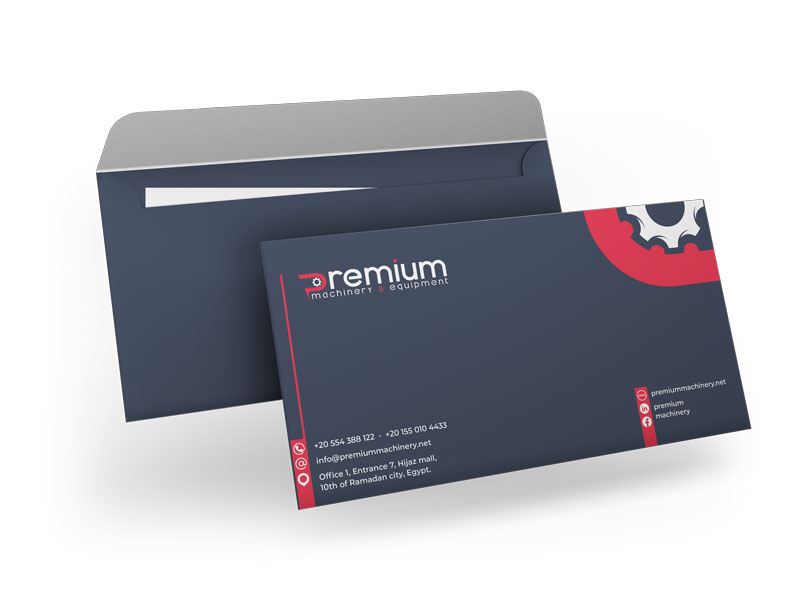 premium
machinery & equipment
+20 554 388 122 - +20 155 010 4433
info@premiummachinery.net
Office 1, Entrance 7, Hijaz mall,
10th of Ramadan city, Egypt.
premiummachinery.net
premium
machinery